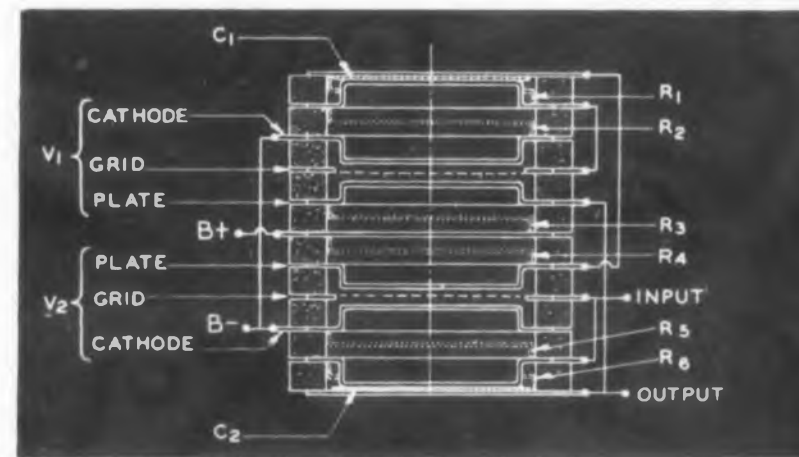 C1
V1
CATHODE
GRID
PLATE
B+
V2
PLATE
GRID
B-
CATHODE
C2
R1
R2
R3
R4
INPUT
R5
R6
OUTPUT